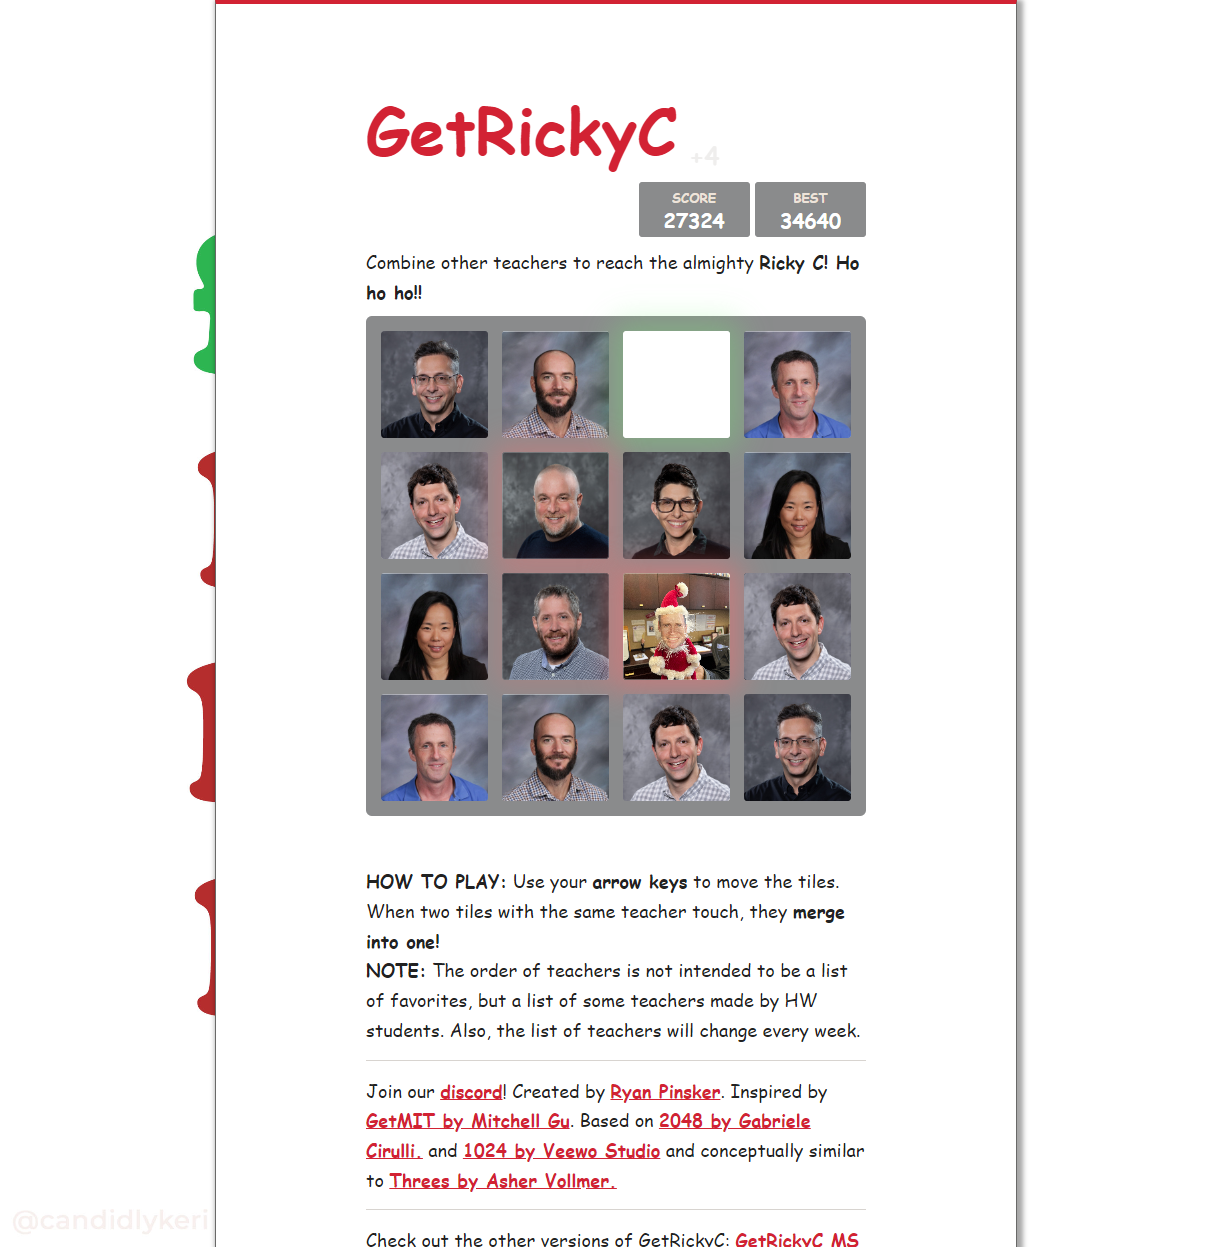 GetRickyC
+4
SCORE
27324
BEST
34640
Combine other teachers to reach the almighty Ricky C! Ho
ho ho!!
HOW TO PLAY: Use your arrow keys to move the tiles.
When two tiles with the same teacher touch, they merge
into one!
NOTE: The order of teachers is not intended to be a list
of favorites, but a list of some teachers made by HW
students. Also, the list of teachers will change every week.
Join our discord! Created by Ryan Pinsker. Inspired by
GetMIT by Mitchell Gu. Based on 2048 by Gabriele
Cirulli. and 1024 by Veewo Studio and conceptually similar
to Threes by Asher Vollmer.
@candidlykeri
Check out the other versions of GetRickyC: GetRickyC MS